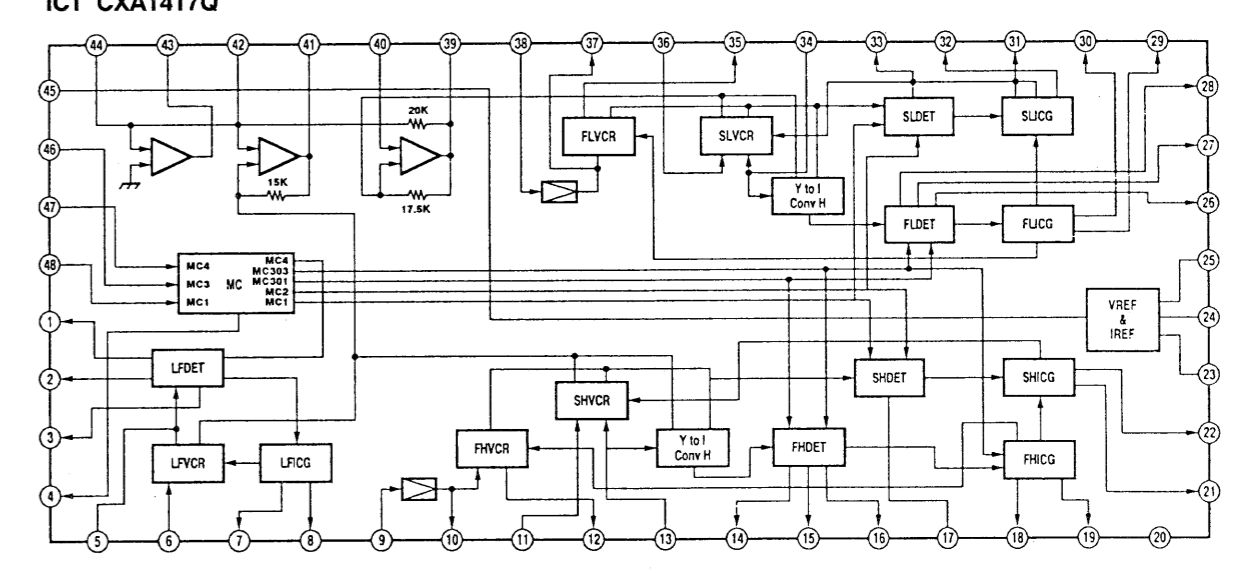 IC1 CXA1417Q
44 43 42 41 40 39 38 37 36 35 34 33 32 31 30 29
45
28
20K
FLVCR
SLVCR
SLDET
SLICG
46
27
15K
17.5K
Y to I
Conv H
47
26
FLDET
FLICG
48
25
MC4
MC3
MC1
MC
MC4
MC303
MC301
MC2
MC1
1
VREF
&
IREF
24
LFDET
2
23
SHDET
SHICG
SHVCR
3
22
FHVCR
Y to I
Conv H
FHDET
FHICG
LFVCR
LFICG
4
21
5 6 7 8 9 10 11 12 13 14 15 16 17 18 19 20